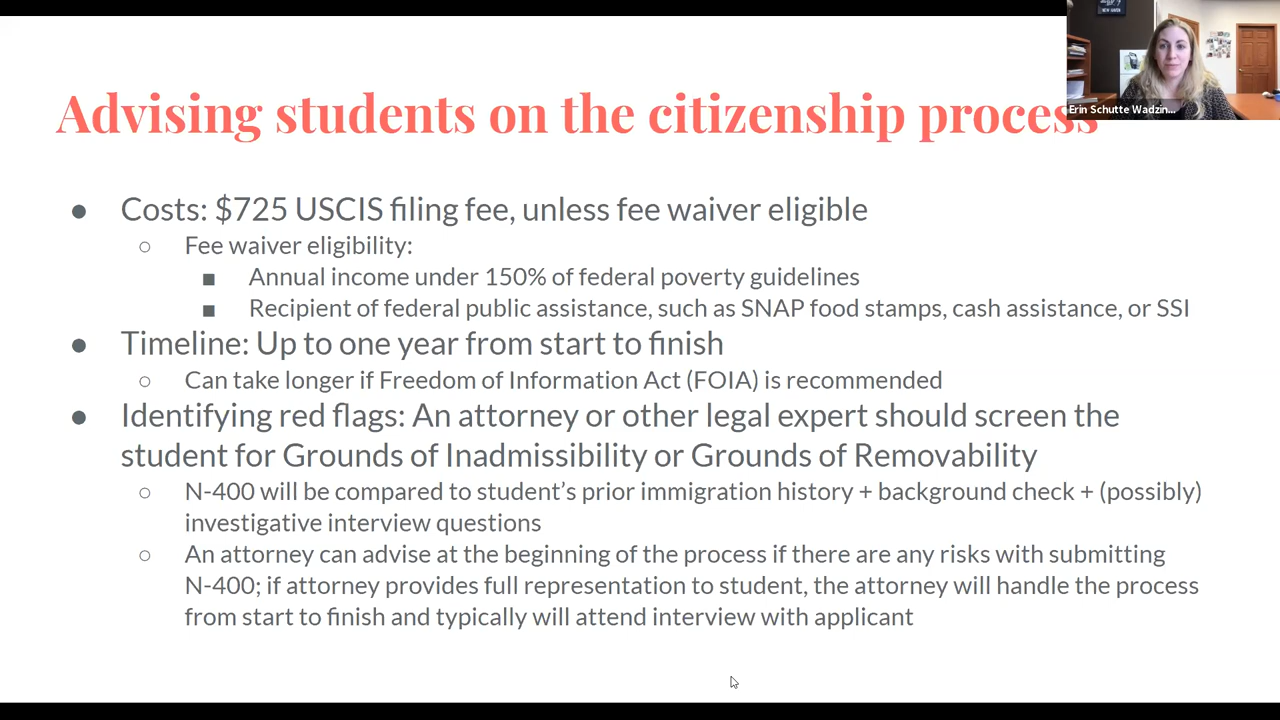 Advising students on the citizenship process
Erin Schutte Wadzin...
● Costs: $725 USCIS filing fee, unless fee waiver eligible
○ Fee waiver eligibility:
■ Annual income under 150% of federal poverty guidelines
■ Recipient of federal public assistance, such as SNAP food stamps, cash assistance, or SSI
● Timeline: Up to one year from start to finish
○ Can take longer if Freedom of Information Act (FOIA) is recommended
● Identifying red flags: An attorney or other legal expert should screen the
student for Grounds of Inadmissibility or Grounds of Removability
○ N-400 will be compared to student’s prior immigration history + background check + (possibly)
investigative interview questions
○ An attorney can advise at the beginning of the process if there are any risks with submitting
N-400; if attorney provides full representation to student, the attorney will handle the process
from start to finish and typically will attend interview with applicant